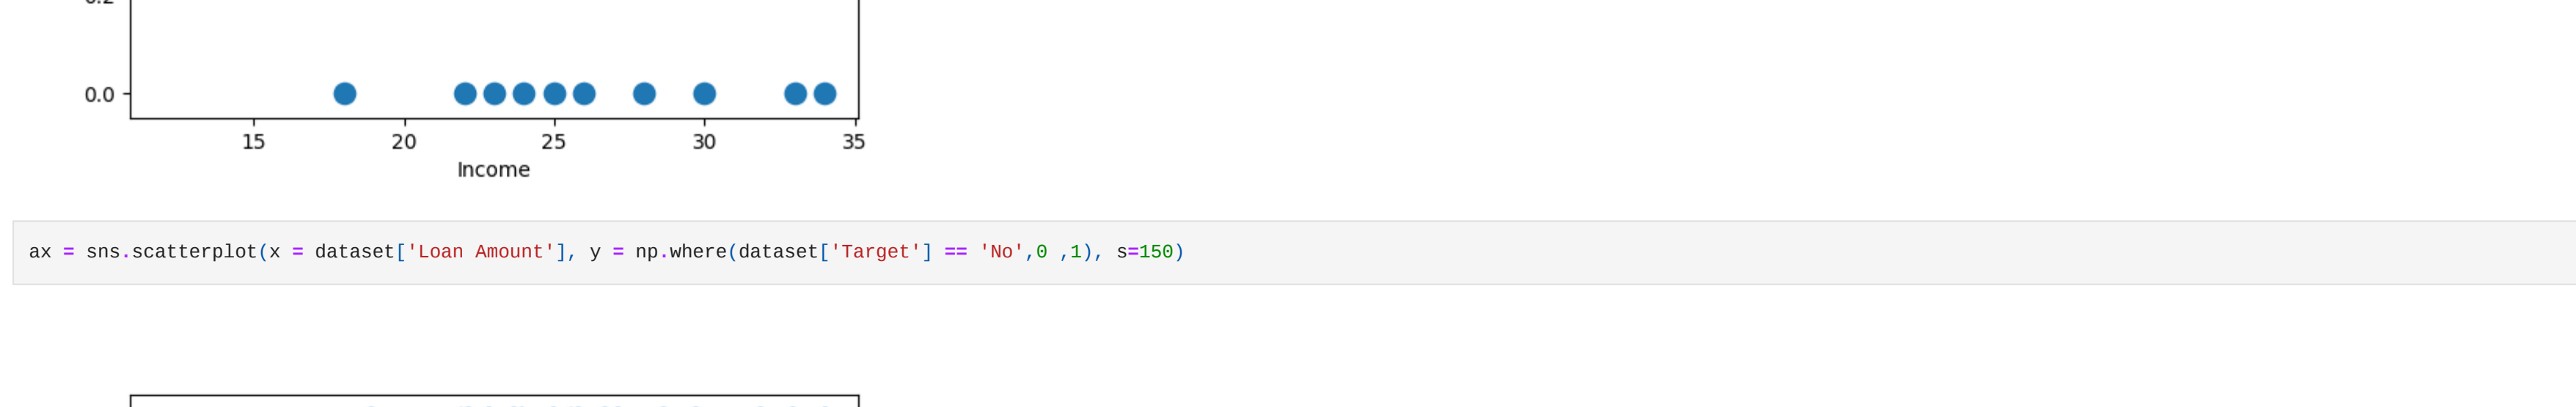 0.0
15 20 25 30 35
Income
ax = sns.scatterplot(x = dataset['Loan Amount'], y = np.where(dataset['Target'] == 'No',0 ,1), s=150)